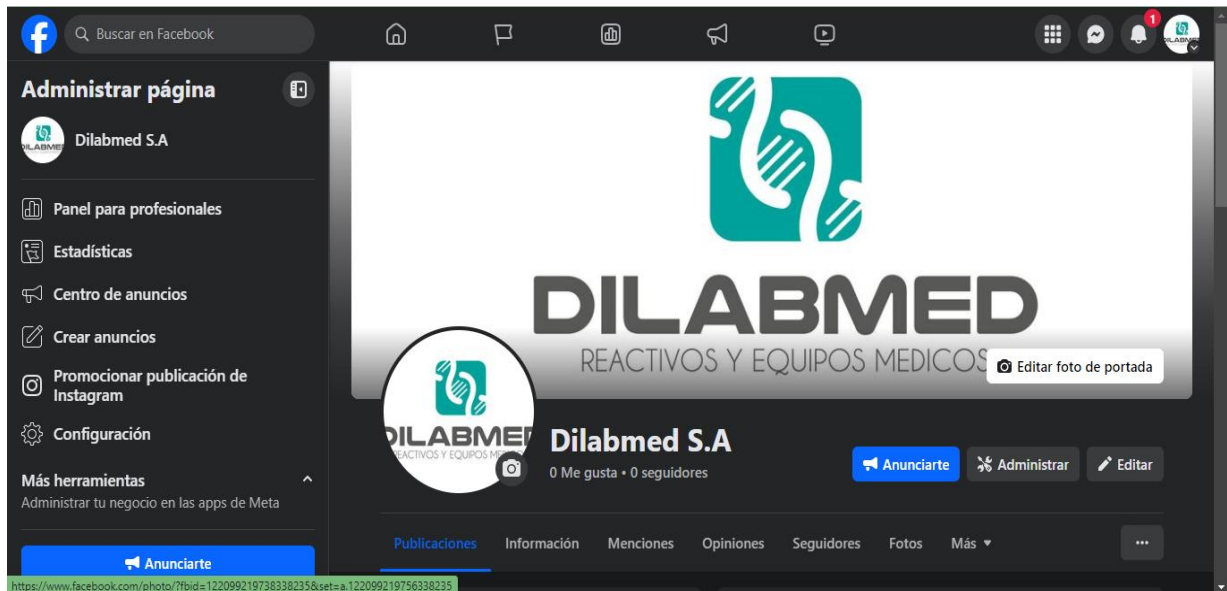 Buscar en Facebook
1
Administrar página
Dilabmed S.A
Panel para profesionales
Estadísticas
Centro de anuncios
Crear anuncios
Promocionar publicación de
Instagram
Configuración
Más herramientas
Administrar tu negocio en las apps de Meta
Anunciarte
https://www.facebook.com/photo/?fbid=122099219738338235&set=a.122099219756338235
DILABMED
REACTIVOS Y EQUIPOS MEDICOS
Editar foto de portada
DILABMED
REACTIVOS Y EQUIPOS
Dilabmed S.A
0 Me gusta • 0 seguidores
Anunciarte
Administrar
Editar
Publicaciones
Información
Menciones
Opiniones
Seguidores
Fotos
Más